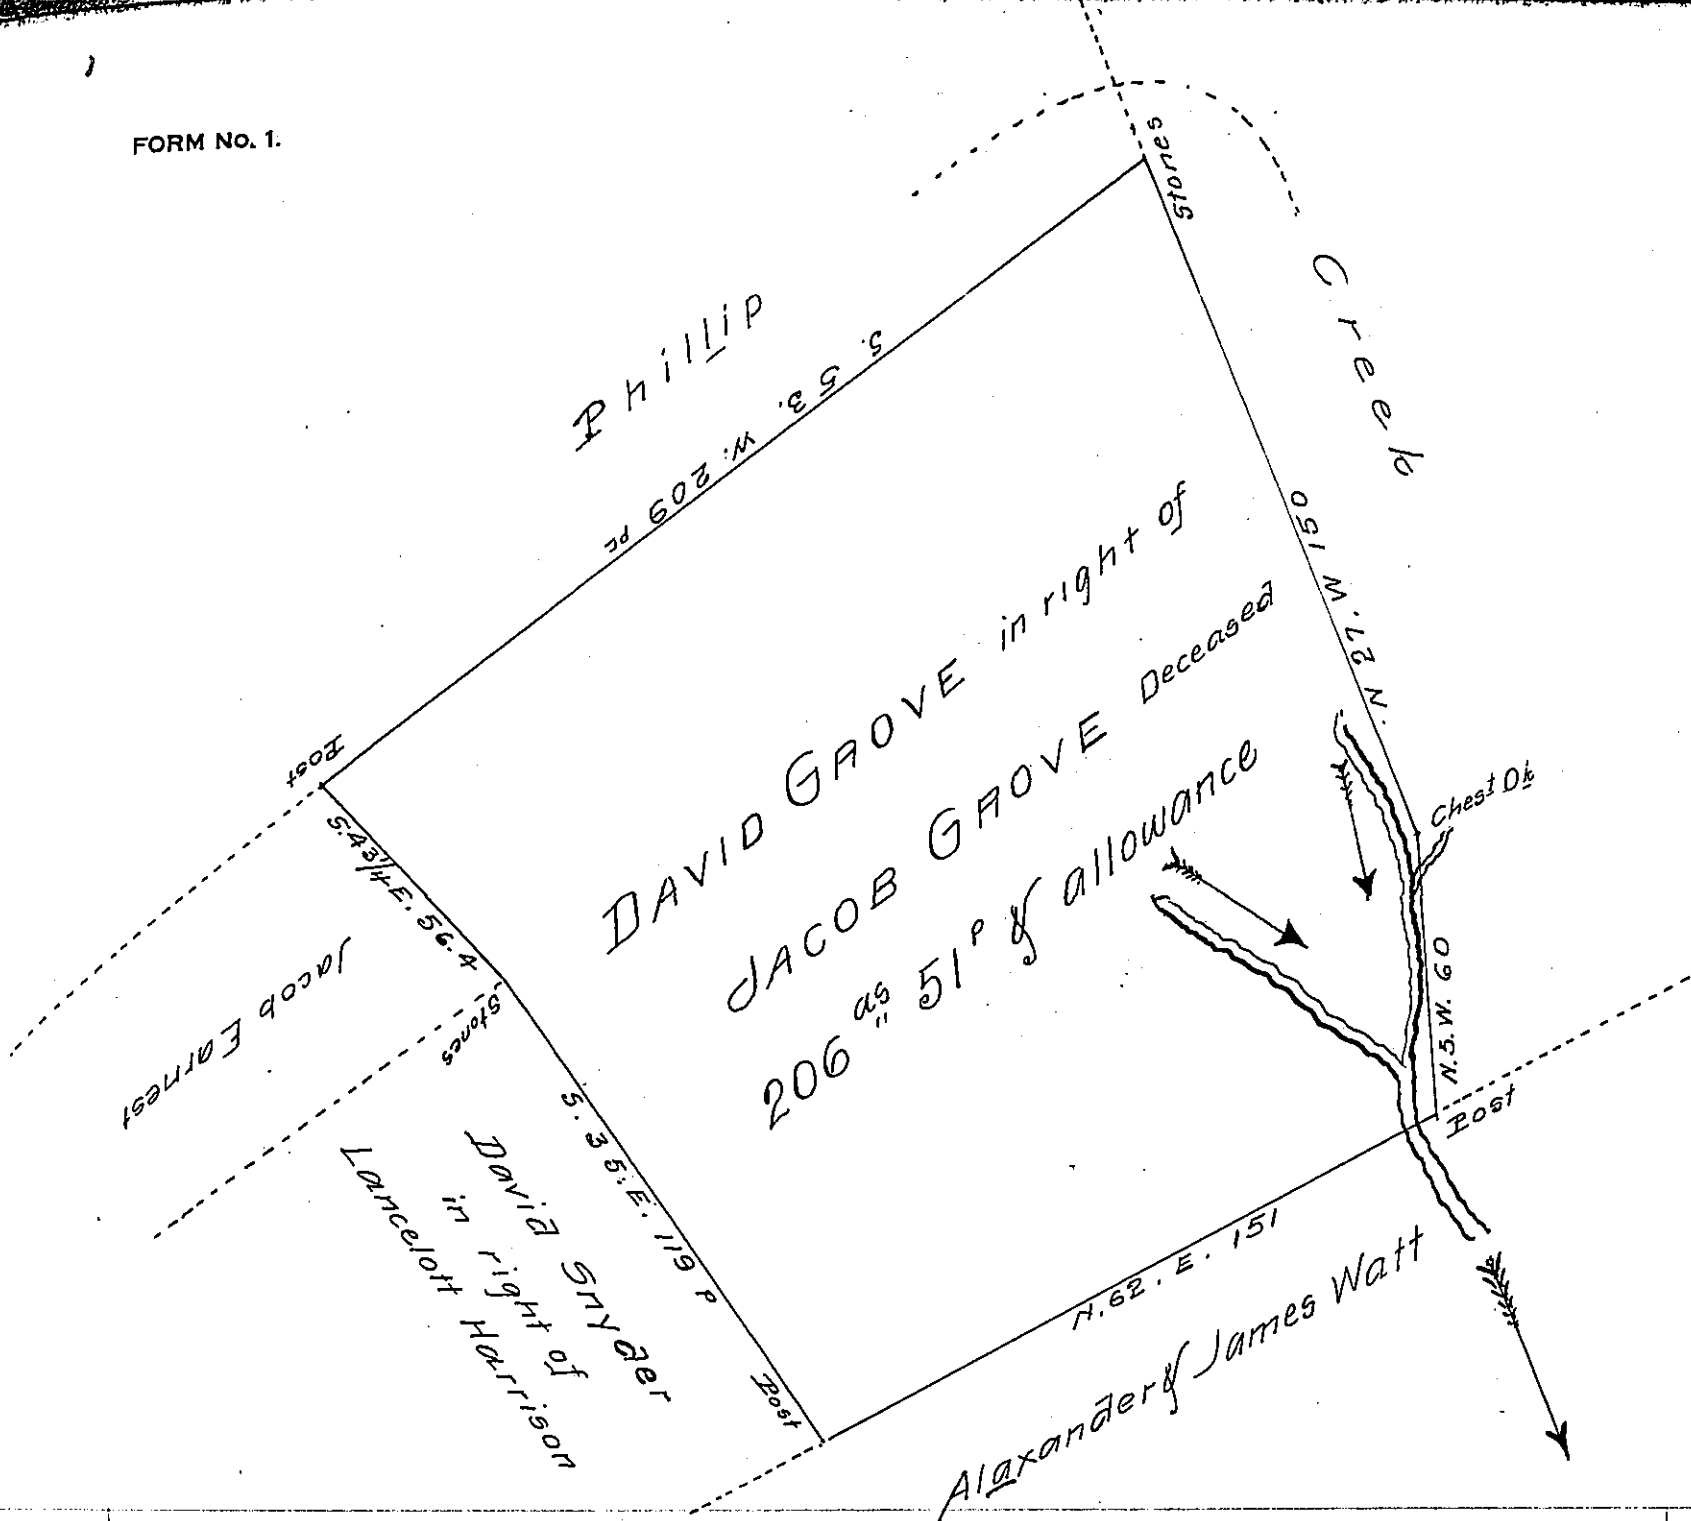 FORM No. 1.
Stones
Creek
Phillip
S. 53. W. 209 Pc
N. 27. W 150
DAVID GROVE in right of
JACOB GROVE Deceased
206 as 51 P & allowance
Post
S. 43 1/4 E. 56. 4
Chest Ok
Jacob Earnest
Stones
N. 5. W. 60
Post
S. 35. E. 119 P
David Snyder
in right of
Lancelott Harrison
N. 62. E. 151
Post
Alaxander & James Watt